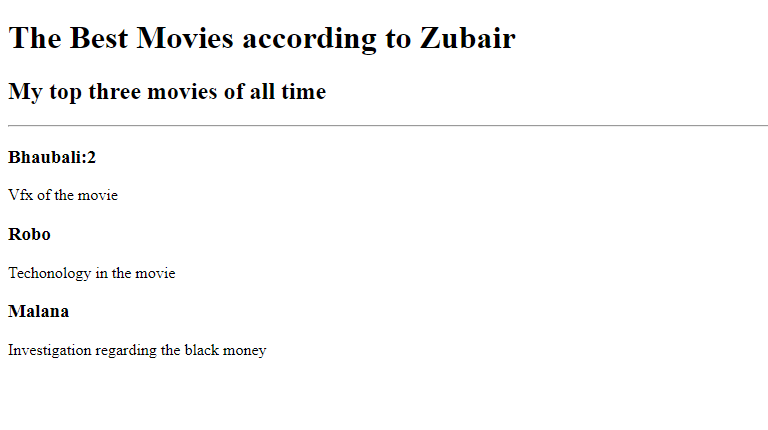 The Best Movies according to Zubair
My top three movies of all time
Bhaubali:2
Vfx of the movie
Robo
Techonology in the movie
Malana
Investigation regarding the black money